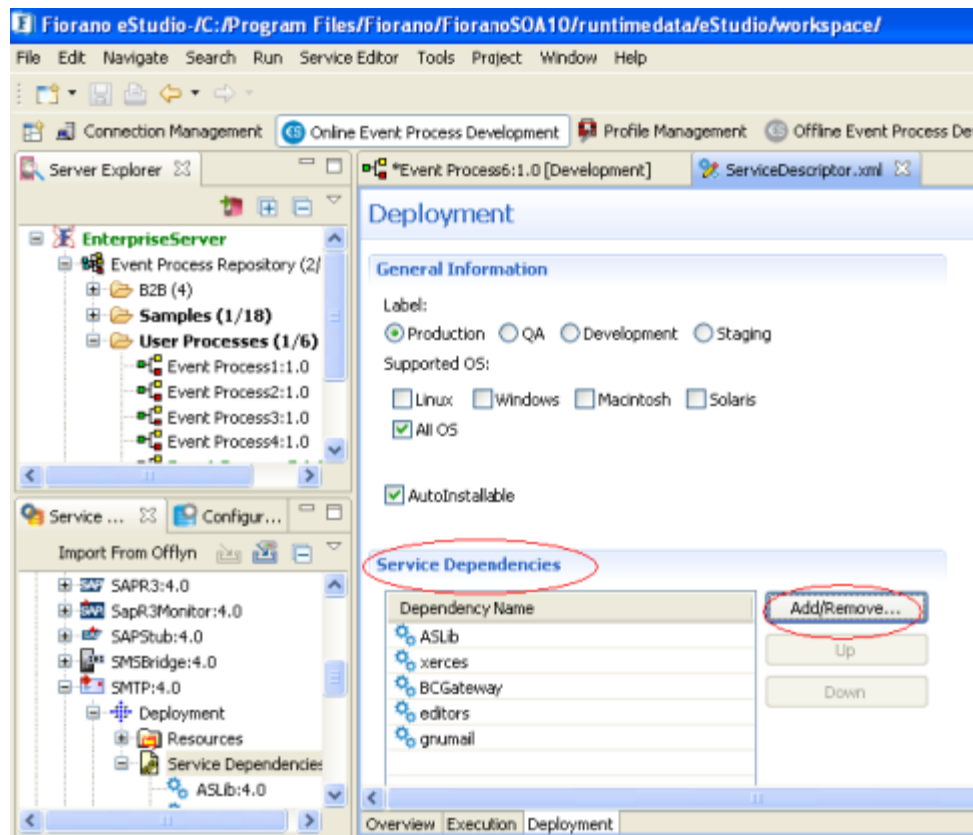 Fiorano eStudio-/C:/Program Files/Fiorano/FioranoSOA10/runtimedata/eStudio/workspace/
File Edit Navigate Search Run Service Editor Tools Project Window Help
Connection Management Online Event Process Development Profile Management Offline Event Process De
Server Explorer
EnterpriseServer
Event Process Repository (2/
B2B (4)
Samples (1/18)
User Processes (1/6)
Event Process1:1.0
Event Process2:1.0
Event Process3:1.0
Event Process4:1.0
Service ... Configur...
Import From Offlyn
SAPR3:4.0
SapR3Monitor:4.0
SAPStub:4.0
SMSBridge:4.0
SMTP:4.0
Deployment
Resources
Service Dependencies
ASLib:4.0
*Event Process6:1.0 [Development] ServiceDescriptor.xml
Deployment
General Information
Label:
Production QA Development Staging
Supported OS:
Linux Windows Macintosh Solaris
All OS
AutoInstallable
Service Dependencies
Dependency Name
ASLib
xerces
BCGateway
editors
gnumail
Add/Remove...
Up
Down
Overview Execution Deployment